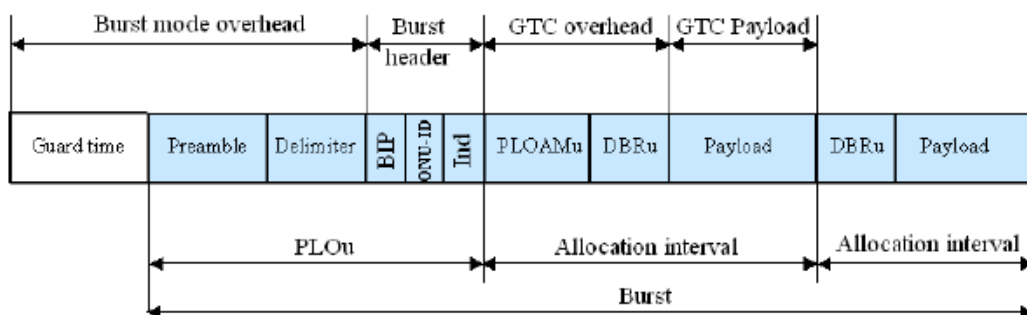 Burst mode overhead
Burst header
GTC overhead
GTC Payload
Guard time
Preamble
Delimiter
BIP
ONU-ID
Ind
PLOAMu
DBRu
Payload
DBRu
Payload
PLOu
Allocation interval
Allocation interval
Burst